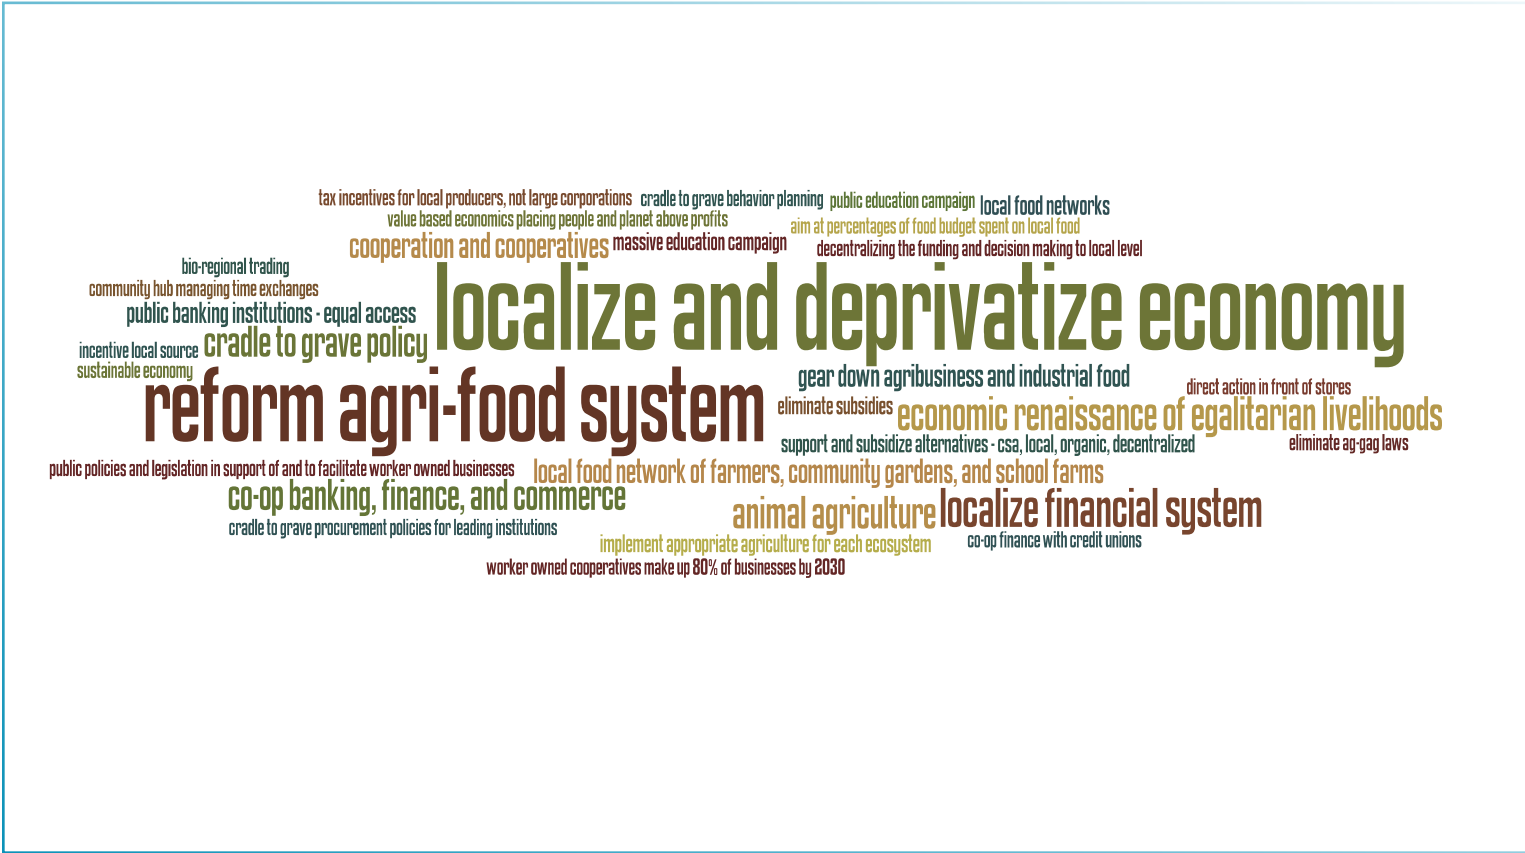 tax incentives for local producers, not large corporations
cradle to grave behavior planning
public education campaign
local food networks
value based economics placing people and planet above profits
aim at percentages of food budget spent on local food
cooperation and cooperatives
massive education campaign
decentralizing the funding and decision making to local level
bio-regional trading
community hub managing time exchanges
localize and deprivatize economy
public banking institutions - equal access
cradle to grave policy
incentive local source
sustainable economy
reform agri-food system
gear down agribusiness and industrial food
direct action in front of stores
eliminate subsidies
economic renaissance of egalitarian livelihoods
support and subsidize alternatives - csa, local, organic, decentralized
eliminate ag-gag laws
public policies and legislation in support of and to facilitate worker owned businesses
local food network of farmers, community gardens, and school farms
co-op banking, finance, and commerce
animal agriculture
localize financial system
cradle to grave procurement policies for leading institutions
implement appropriate agriculture for each ecosystem
co-op finance with credit unions
worker owned cooperatives make up 80% of businesses by 2030